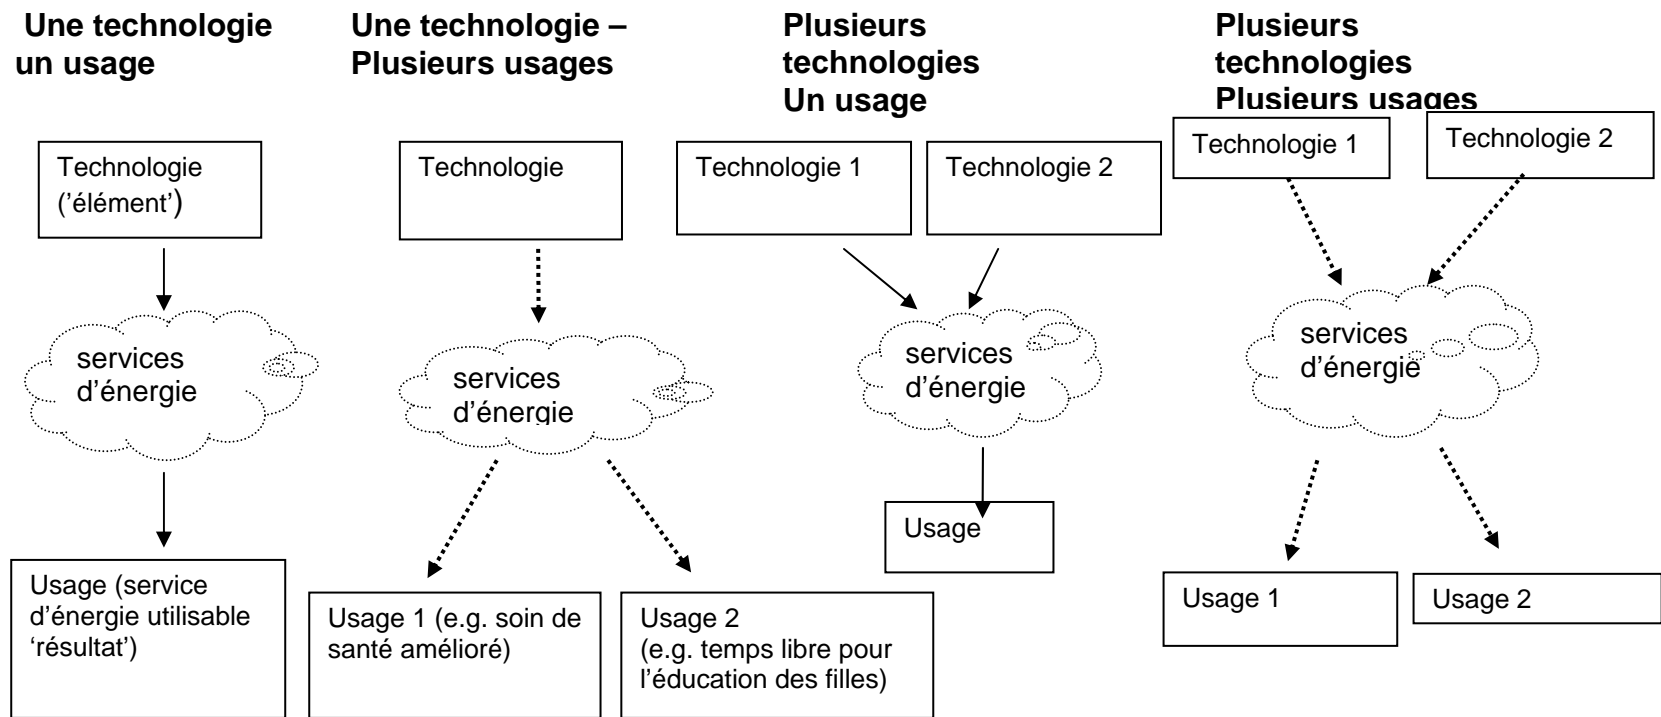 Une technologie
un usage
Une technologie –
Plusieurs usages
Plusieurs
technologies
Un usage
Plusieurs
technologies
Plusieurs usages
Technologie
('élément')
Technologie
Technologie 1
Technologie 2
Technologie 1
Technologie 2
services
d’énergie
services
d’énergie
services
d’énergie
services
d’énergie
Usage (service
d’énergie utilisable
‘résultat’)
Usage 1 (e.g. soin de
santé amélioré)
Usage 2
(e.g. temps libre pour
l’éducation des filles)
Usage
Usage 1
Usage 2